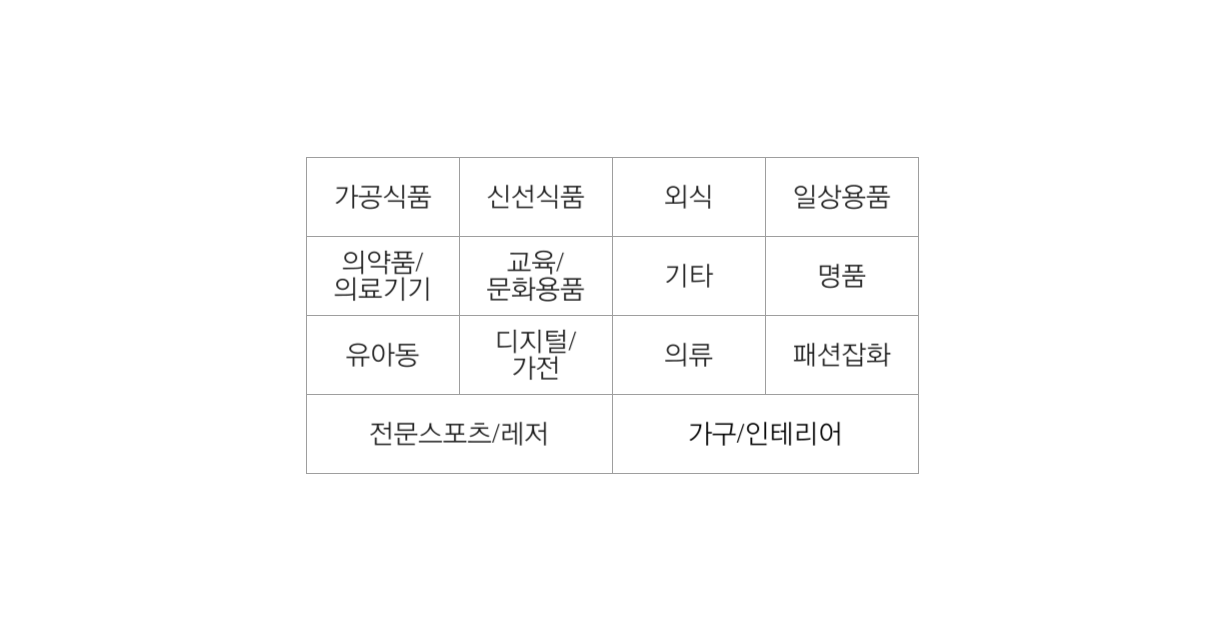 가공식품 신선식품 외식 일상용품
의약품/
의료기기
교육/
문화용품
기타
명품
유아동
디지털/
가전
의류
패션잡화
전문스포츠/레저 가구/인테리어